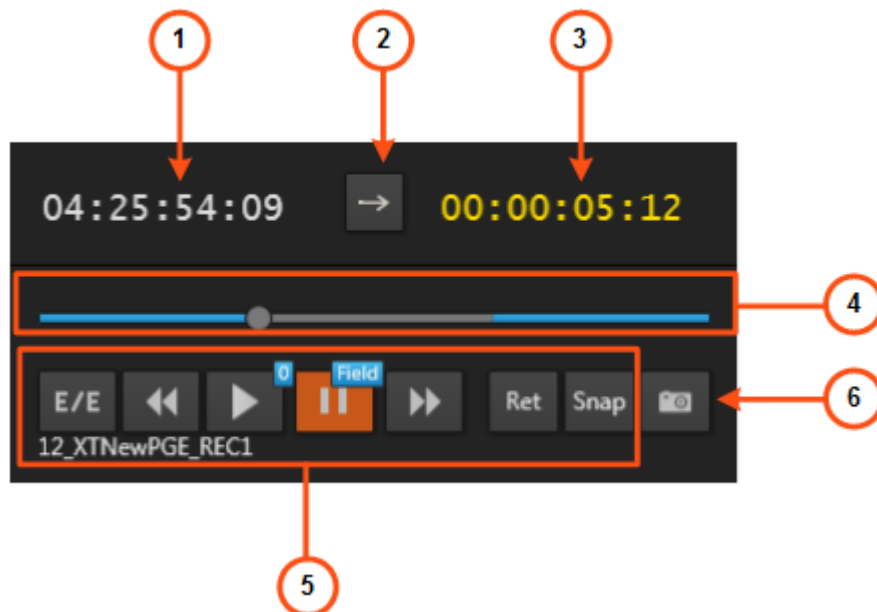 1 2 3
04:25:54:09 → 00:00:05:12
4
0 Field
E/E Ret Snap
6
12_XTNewPGE_REC1
5